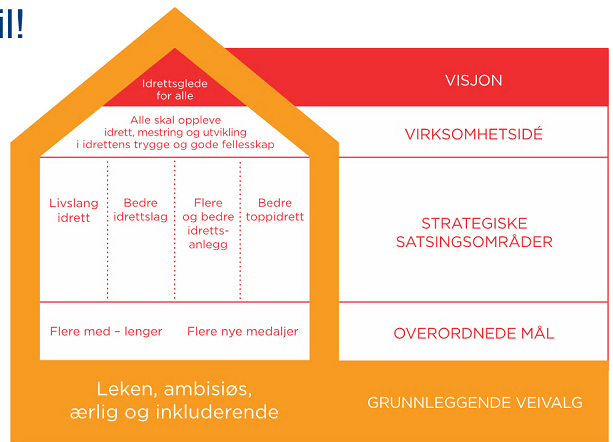 il!
Idrettsglede
for alle
VISJON
Alle skal oppleve
idrett, mestring og utvikling
i idrettens trygge og gode fellesskap
VIRKSOMHETSIDÉ
Livslang
idrett
Bedre
idrettslag
Flere
og bedre
idretts-
anlegg
Bedre
toppidrett
STRATEGISKE
SATSINGSOMRÅDER
Flere med – lenger
Flere nye medaljer
OVERORDNEDE MÅL
Leken, ambisiøs,
ærlig og inkluderende
GRUNNLEGGENDE VEIVALG